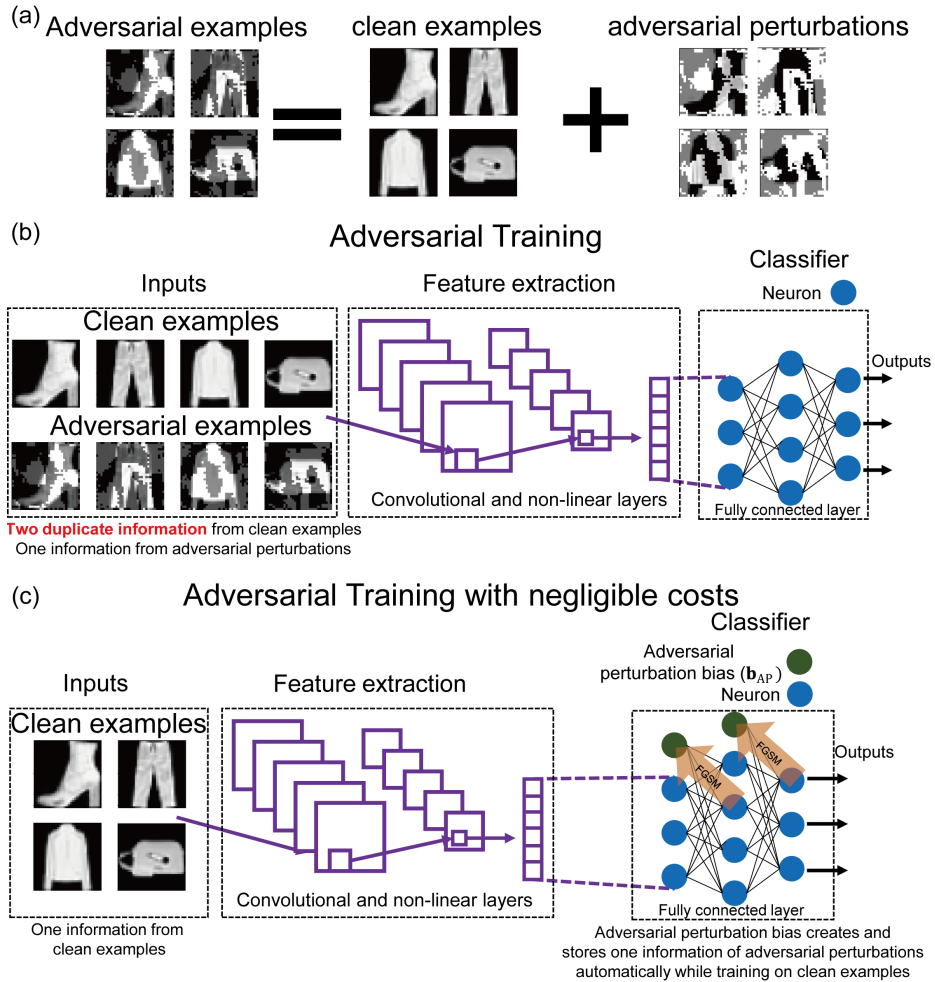 (a)
Adversarial examples
clean examples
adversarial perturbations
=
+
(b)
Adversarial Training
Inputs
Feature extraction
Classifier
Neuron
Clean examples
Adversarial examples
Outputs
Convolutional and non-linear layers
Fully connected layer
Two duplicate information from clean examples
One information from adversarial perturbations
(c)
Adversarial Training with negligible costs
Classifier
Adversarial
perturbation bias (b_AP)
Neuron
Inputs
Feature extraction
Clean examples
FGSM
FGSM
Outputs
Convolutional and non-linear layers
Fully connected layer
One information from
clean examples
Adversarial perturbation bias creates and
stores one information of adversarial perturbations
automatically while training on clean examples